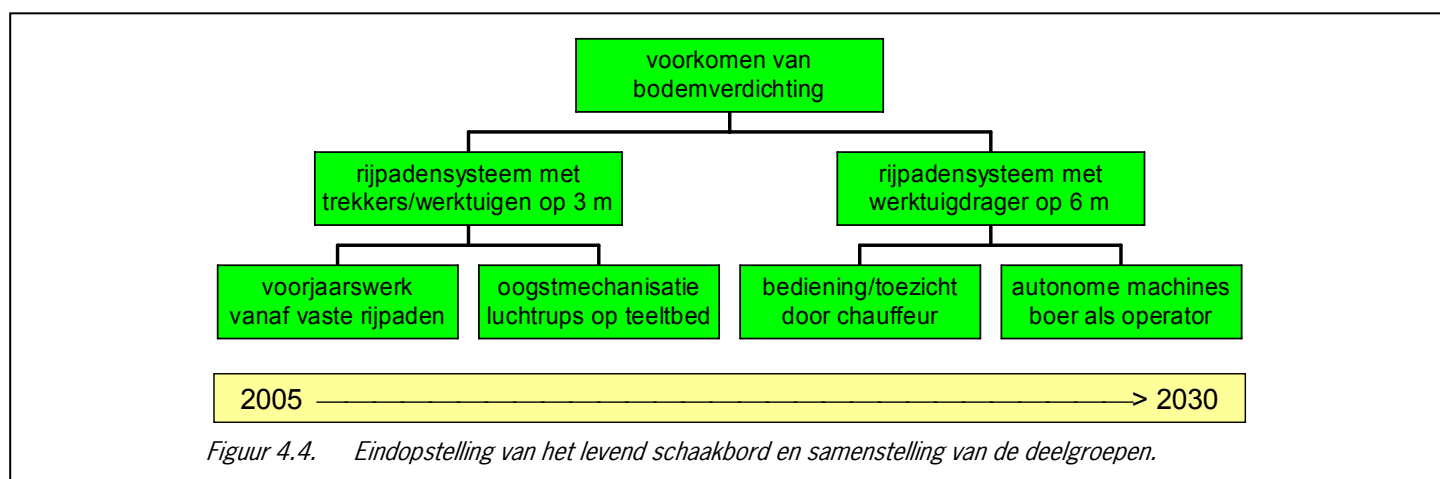 voorkomen van
bodemverdichting
rijpadensysteem met
trekkers/werktuigen op 3 m
rijpadensysteem met
werktuigdrager op 6 m
voorjaarswerk
vanaf vaste rijpaden
oogstmechanisatie
luchtrups op teeltbed
bediening/toezicht
door chauffeur
autonome machines
boer als operator
2005 ————————————————> 2030
Figuur 4.4. Eindopstelling van het levend schaakbord en samenstelling van de deelgroepen.